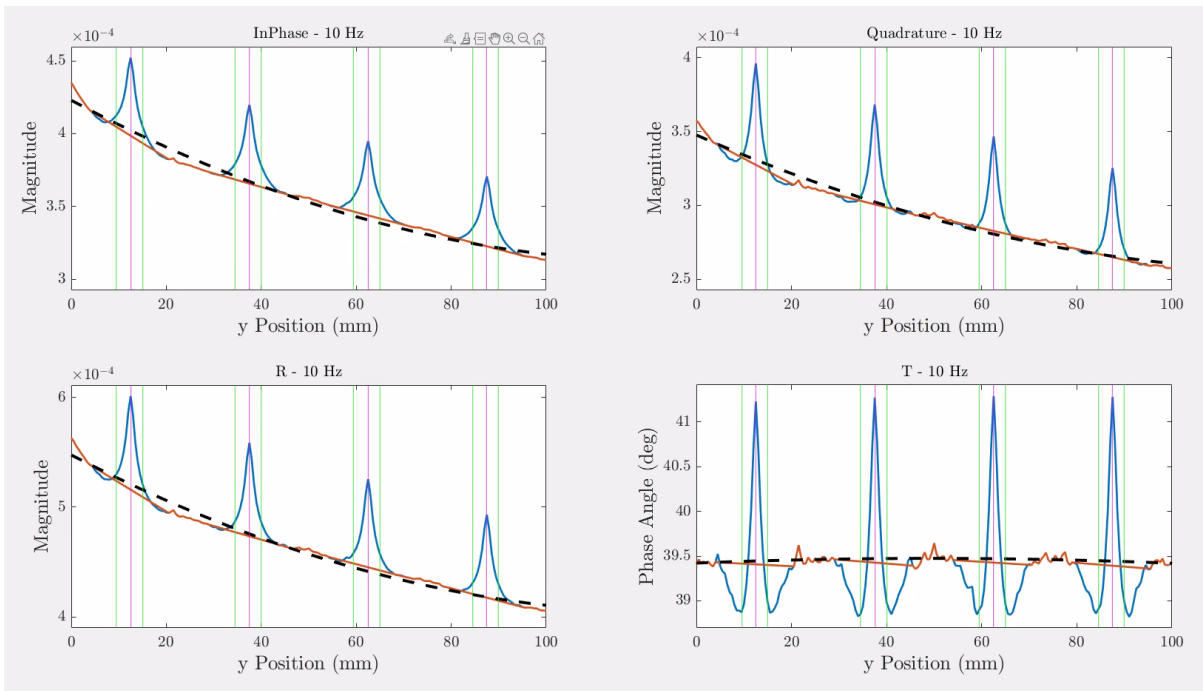 InPhase - 10 Hz
×10⁻⁴
4.5
4
3.5
3
Magnitude
0 20 40 60 80 100
y Position (mm)
Quadrature - 10 Hz
×10⁻⁴
4
3.5
3
2.5
Magnitude
0 20 40 60 80 100
y Position (mm)
R - 10 Hz
×10⁻⁴
6
5
4
Magnitude
0 20 40 60 80 100
y Position (mm)
T - 10 Hz
41
40.5
40
39.5
39
Phase Angle (deg)
0 20 40 60 80 100
y Position (mm)